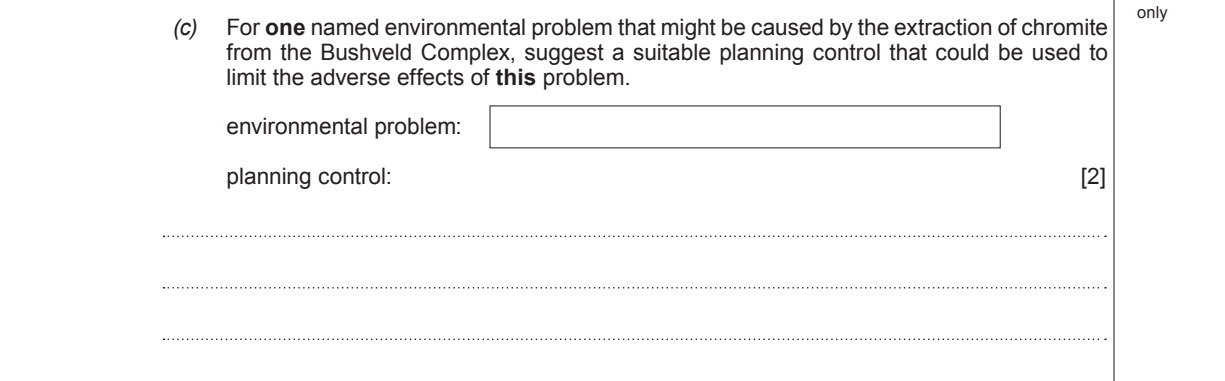 only
(c) For one named environmental problem that might be caused by the extraction of chromite
from the Bushveld Complex, suggest a suitable planning control that could be used to
limit the adverse effects of this problem.
environmental problem:
planning control: [2]